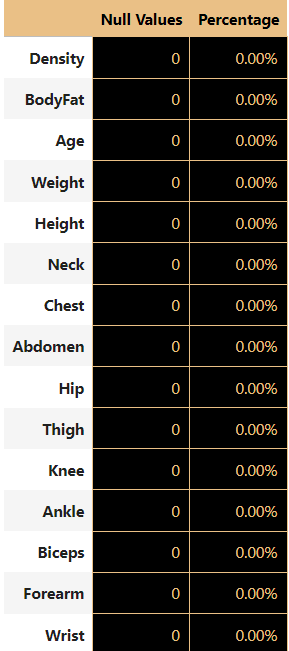 Null Values Percentage
Density 0 0.00%
BodyFat 0 0.00%
Age 0 0.00%
Weight 0 0.00%
Height 0 0.00%
Neck 0 0.00%
Chest 0 0.00%
Abdomen 0 0.00%
Hip 0 0.00%
Thigh 0 0.00%
Knee 0 0.00%
Ankle 0 0.00%
Biceps 0 0.00%
Forearm 0 0.00%
Wrist 0 0.00%